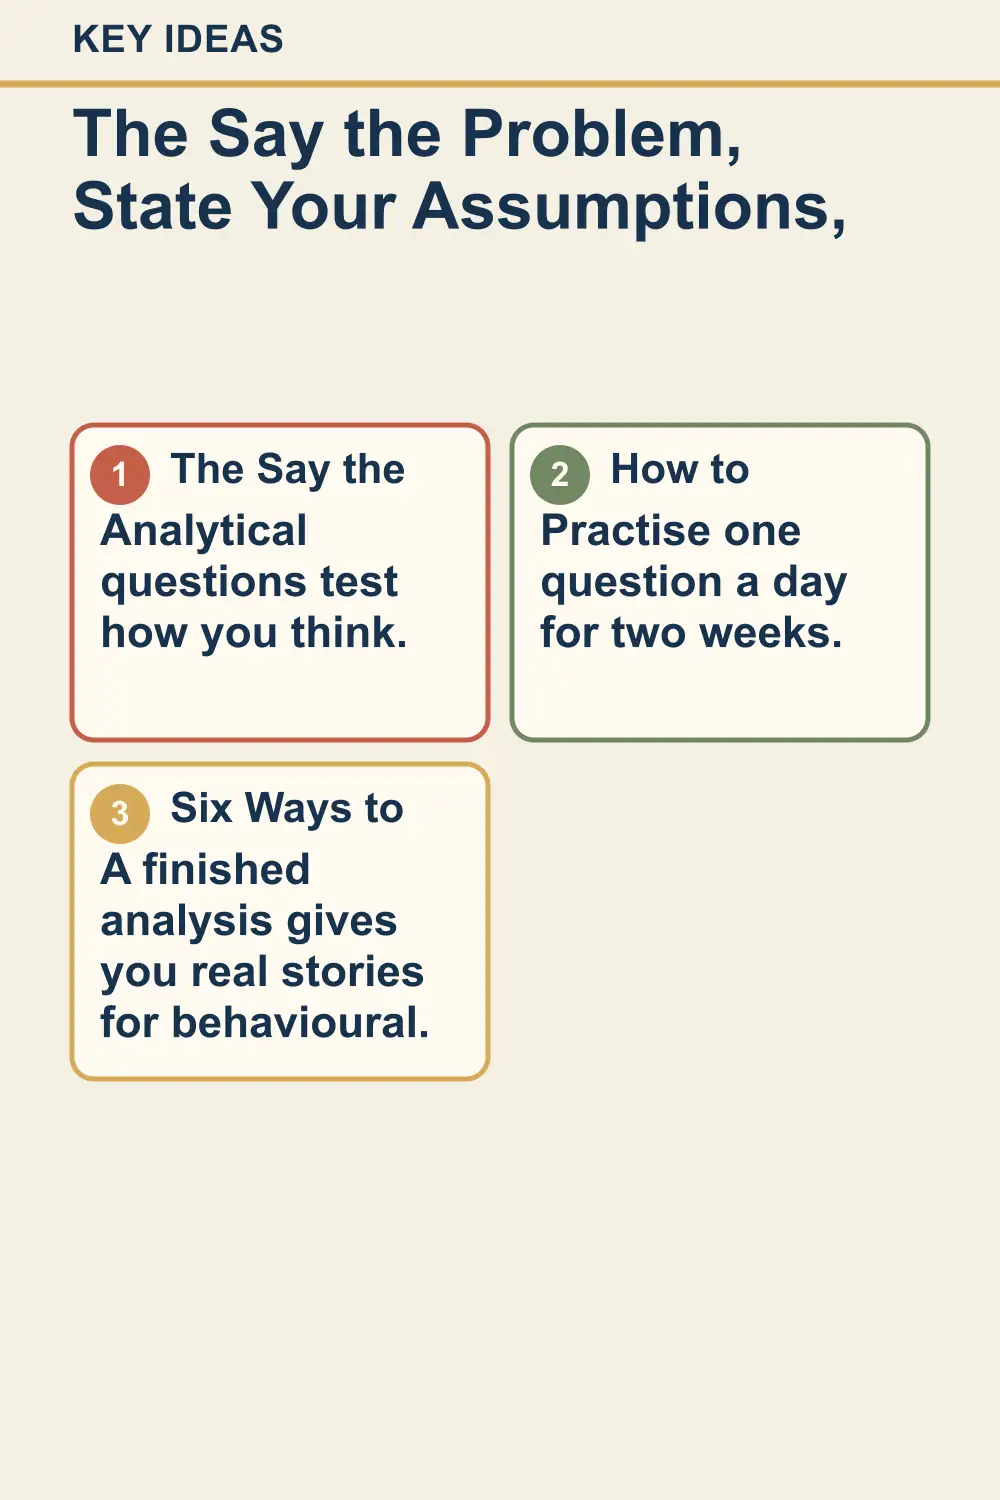 KEY IDEAS
The Say the Problem,
State Your Assumptions,
1 The Say the
Analytical
questions test
how you think.
2 How to
Practise one
question a day
for two weeks.
3 Six Ways to
A finished
analysis gives
you real stories
for behavioural.